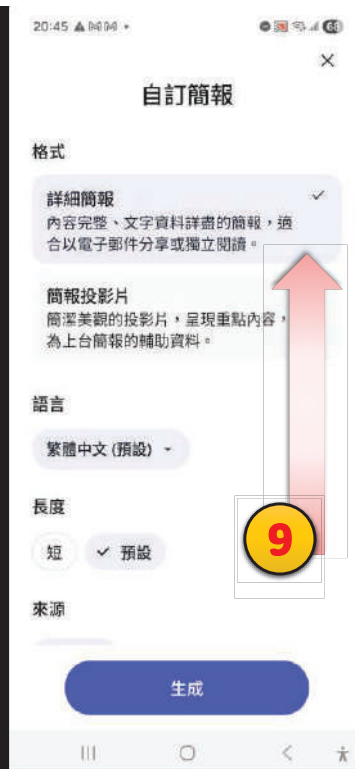 20:45
自訂簡報
格式
詳細簡報
內容完整、文字資料詳盡的簡報，適
合以電子郵件分享或獨立閱讀。
簡報投影片
簡潔美觀的投影片，呈現重點內容，
為上台簡報的輔助資料。
語言
繁體中文 (預設)
長度
短
預設
9
來源
生成